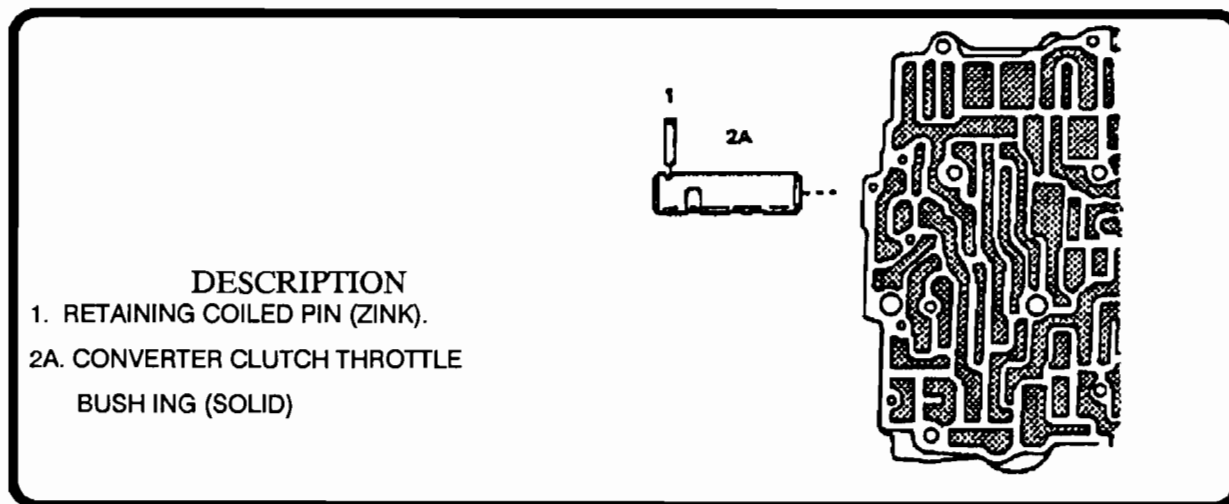 1
2A
DESCRIPTION
1. RETAINING COILED PIN (ZINK).
2A. CONVERTER CLUTCH THROTTLE
BUSH ING (SOLID)